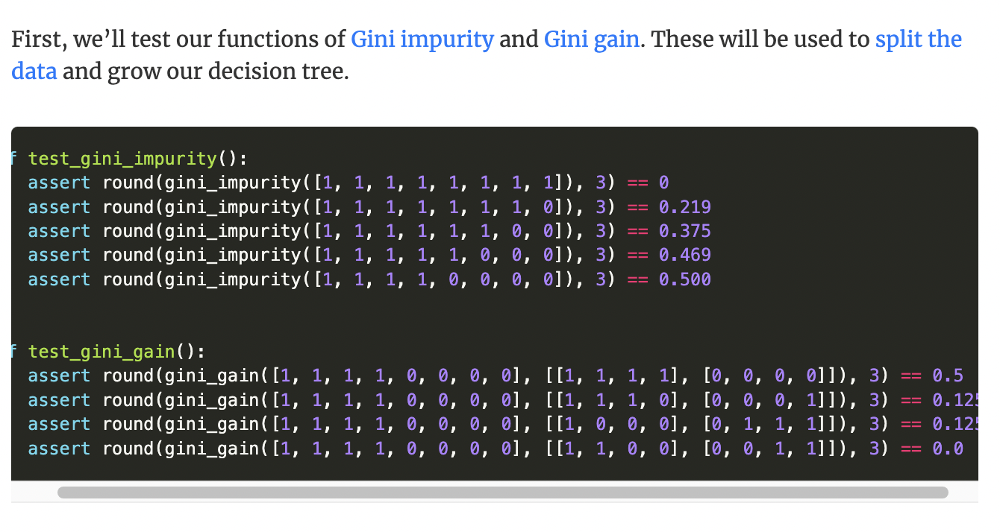 First, we’ll test our functions of Gini impurity and Gini gain. These will be used to split the
data and grow our decision tree.
f test_gini_impurity():
assert round(gini_impurity([1, 1, 1, 1, 1, 1, 1, 1]), 3) == 0
assert round(gini_impurity([1, 1, 1, 1, 1, 1, 1, 0]), 3) == 0.219
assert round(gini_impurity([1, 1, 1, 1, 1, 1, 0, 0]), 3) == 0.375
assert round(gini_impurity([1, 1, 1, 1, 1, 0, 0, 0]), 3) == 0.469
assert round(gini_impurity([1, 1, 1, 1, 0, 0, 0, 0]), 3) == 0.500
f test_gini_gain():
assert round(gini_gain([1, 1, 1, 1, 0, 0, 0, 0], [[1, 1, 1, 1], [0, 0, 0, 0]]), 3) == 0.5
assert round(gini_gain([1, 1, 1, 1, 0, 0, 0, 0], [[1, 1, 1, 0], [0, 0, 0, 1]]), 3) == 0.125
assert round(gini_gain([1, 1, 1, 1, 0, 0, 0, 0], [[1, 0, 0, 0], [0, 1, 1, 1]]), 3) == 0.125
assert round(gini_gain([1, 1, 1, 1, 0, 0, 0, 0], [[1, 1, 0, 0], [0, 0, 1, 1]]), 3) == 0.0